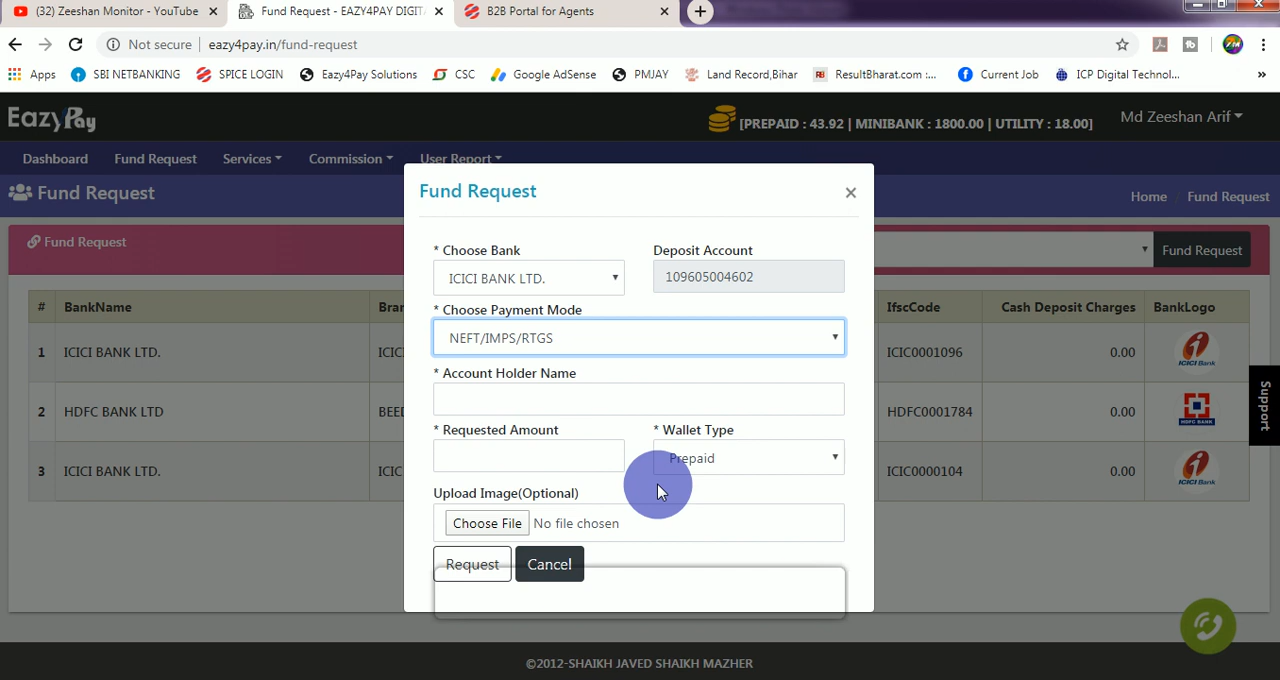 (32) Zeeshan Monitor - YouTube
Fund Request - EAZY4PAY DIGIT
B2B Portal for Agents
Not secure | eazy4pay.in/fund-request
Apps SBI NETBANKING SPICE LOGIN Eazy4Pay Solutions CSC Google AdSense PMJAY Land Record,Bihar ResultBharat.com :... Current Job ICP Digital Technol... »
EazyPay
[PREPAID : 43.92 | MINIBANK : 1800.00 | UTILITY : 18.00]
Md Zeeshan Arif
Dashboard Fund Request Services Commission User Report
Fund Request
Home Fund Request
Fund Request
Fund Request
# BankName Bran IfscCode Cash Deposit Charges BankLogo
1 ICICI BANK LTD. ICICI ICIC0001096 0.00 ICICI Bank
2 HDFC BANK LTD BEED HDFC0001784 0.00 HDFC BANK
3 ICICI BANK LTD. ICIC ICIC0000104 0.00 ICICI Bank
Fund Request ×
* Choose Bank Deposit Account
ICICI BANK LTD. 109605004602
* Choose Payment Mode
NEFT/IMPS/RTGS
* Account Holder Name
* Requested Amount * Wallet Type
Prepaid
Upload Image(Optional)
Choose File No file chosen
Request Cancel
Support
©2012-SHAIKH JAVED SHAIKH MAZHER